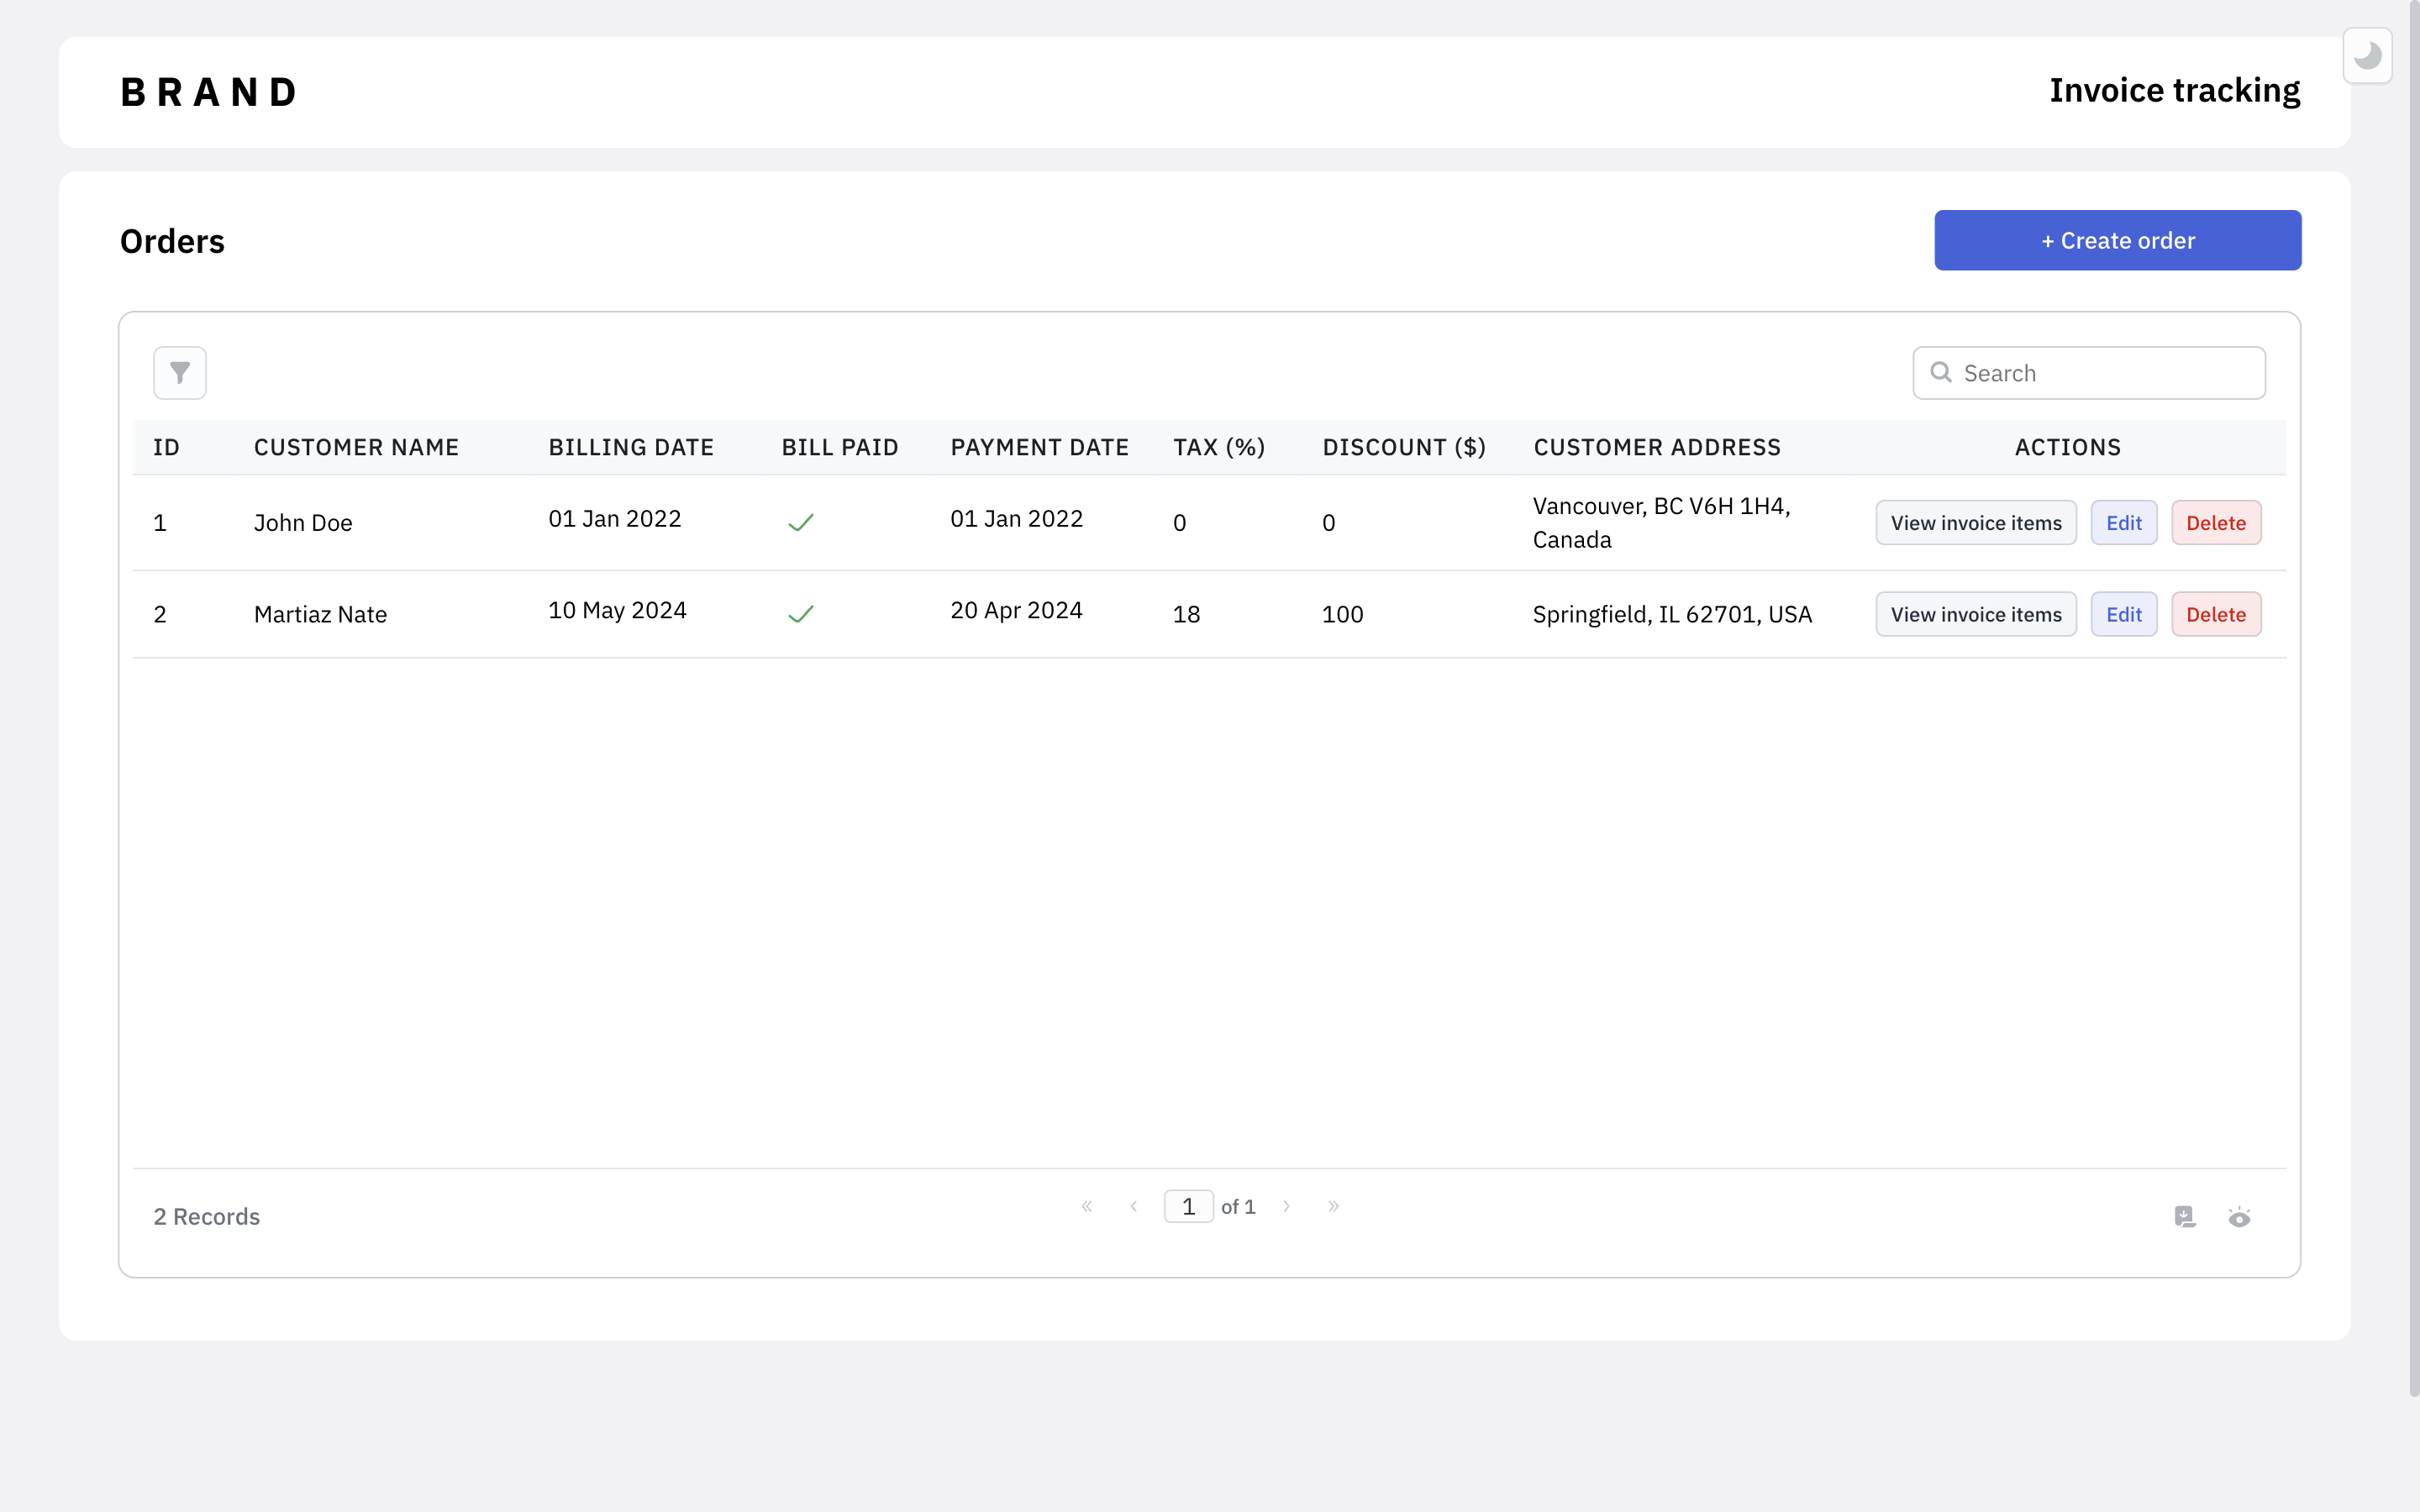 BRAND
Invoice tracking
Orders
+ Create order
Search
ID CUSTOMER NAME BILLING DATE BILL PAID PAYMENT DATE TAX (%) DISCOUNT ($) CUSTOMER ADDRESS ACTIONS
1 John Doe 01 Jan 2022 01 Jan 2022 0 0 Vancouver, BC V6H 1H4,
Canada View invoice items Edit Delete
2 Martiaz Nate 10 May 2024 20 Apr 2024 18 100 Springfield, IL 62701, USA View invoice items Edit Delete
2 Records « ‹ 1 of 1 › »